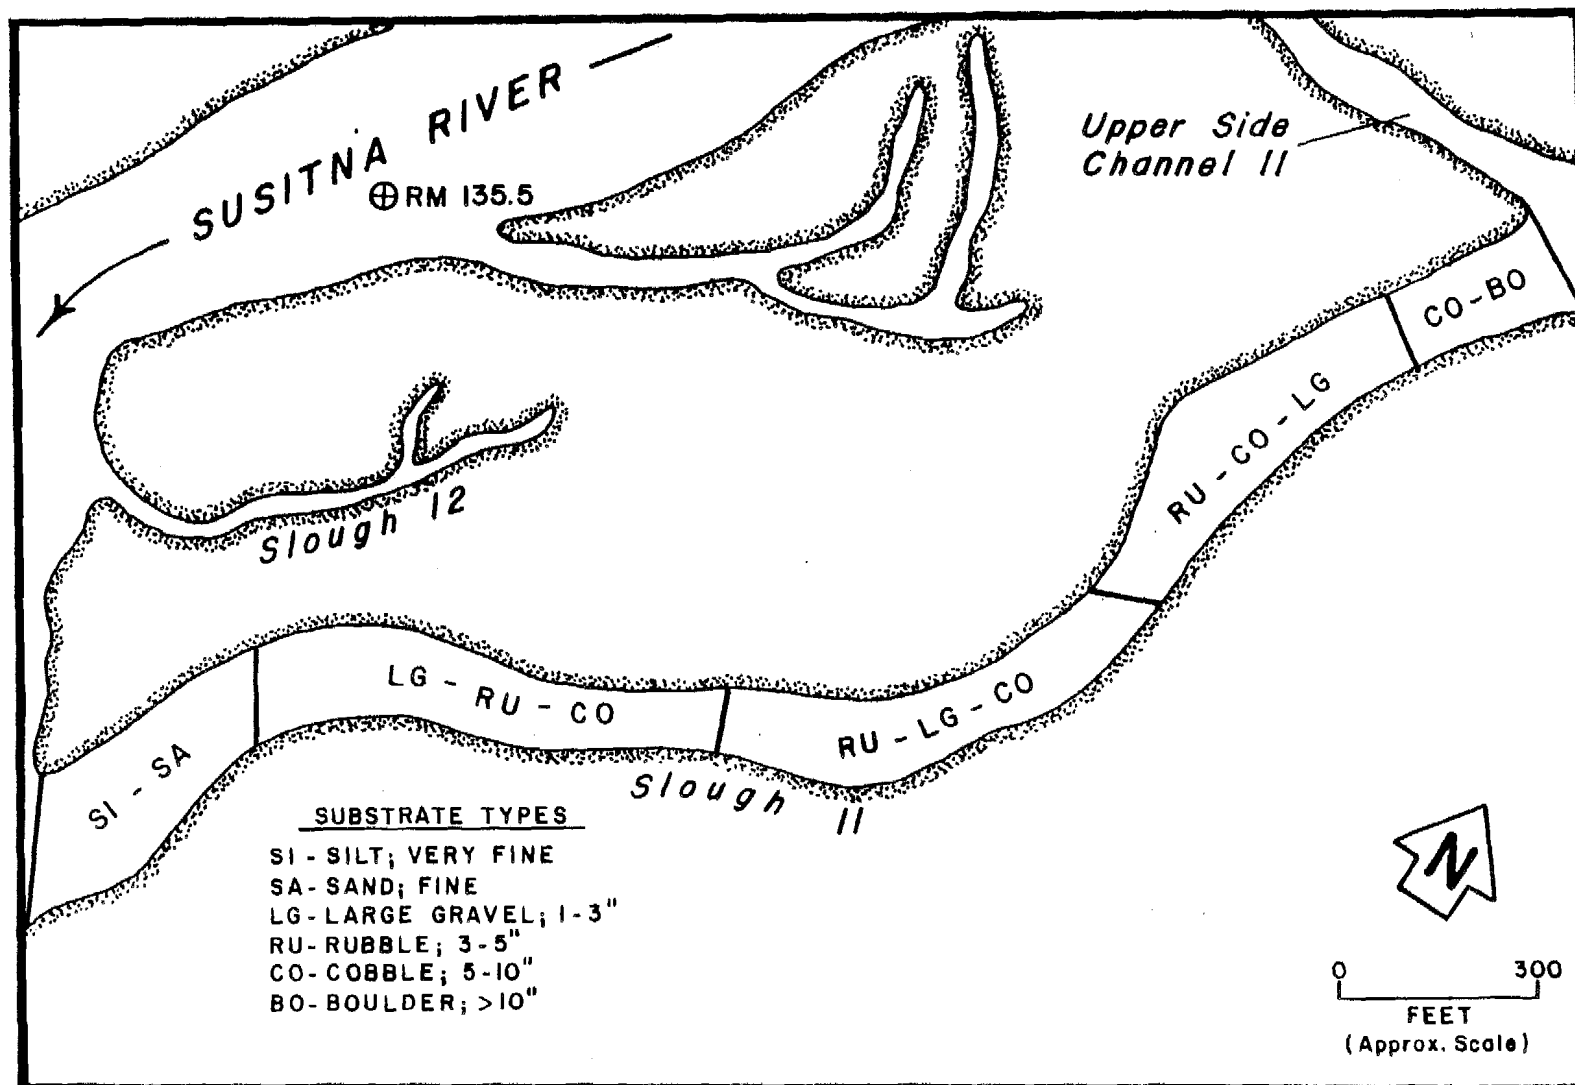 SUSITNA RIVER
⊕ RM 135.5
Upper Side
Channel 11
CO-BO
RU - CO - LG
Slough 12
LG - RU - CO
RU - LG - CO
SI - SA
Slough 11
SUBSTRATE TYPES
SI - SILT; VERY FINE
SA- SAND; FINE
LG- LARGE GRAVEL; 1-3"
RU- RUBBLE; 3-5"
CO- COBBLE; 5-10"
BO- BOULDER; >10"
N
0 300
FEET
(Approx. Scale)